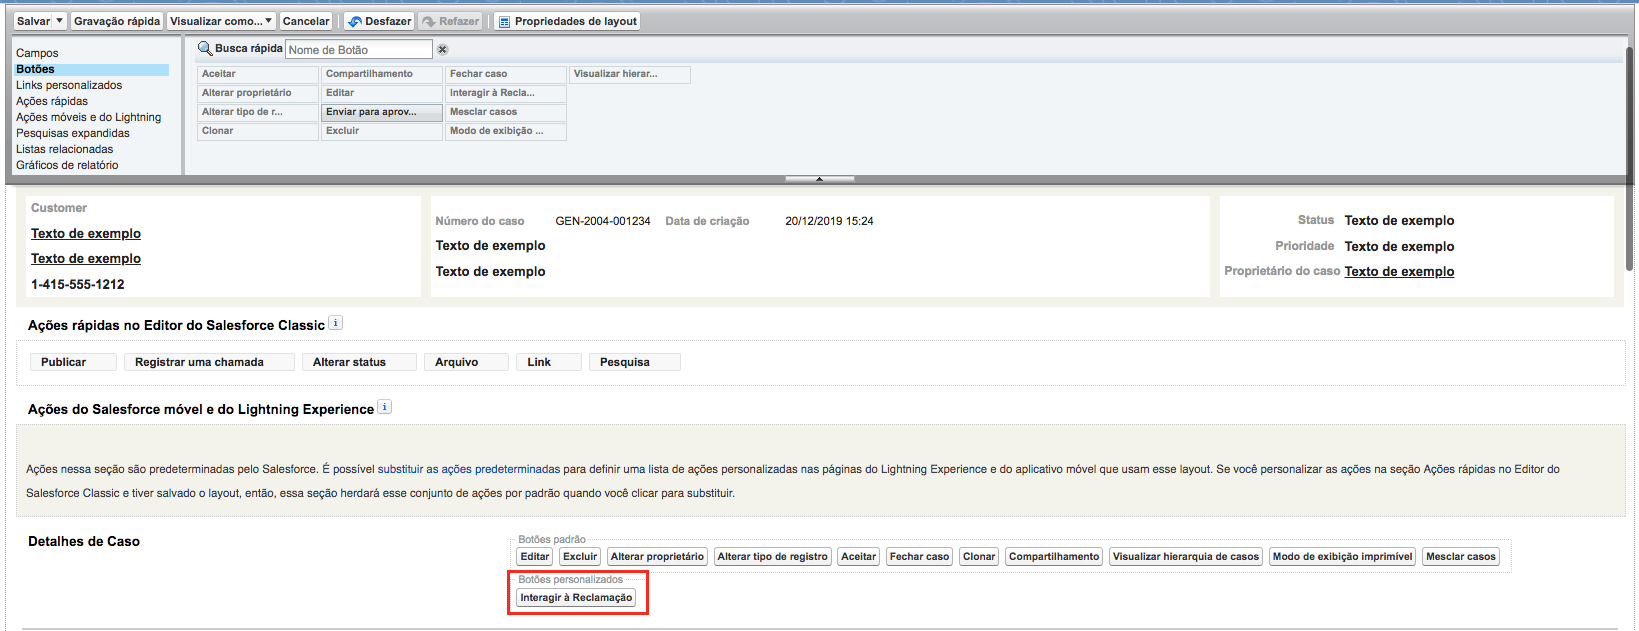 Salvar Gravação rápida Visualizar como... Cancelar Desfazer Refazer Propriedades de layout
Campos
Botões
Links personalizados
Ações rápidas
Ações móveis e do Lightning
Pesquisas expandidas
Listas relacionadas
Gráficos de relatório
Busca rápida Nome de Botão
Aceitar Compartilhamento Fechar caso Visualizar hierar...
Alterar proprietário Editar Interagir à Recla...
Alterar tipo de r... Enviar para aprov... Mesclar casos
Clonar Excluir Modo de exibição ...
Customer
Texto de exemplo
Texto de exemplo
1-415-555-1212
Número do caso GEN-2004-001234 Data de criação 20/12/2019 15:24
Texto de exemplo
Texto de exemplo
Status Texto de exemplo
Prioridade Texto de exemplo
Proprietário do caso Texto de exemplo
Ações rápidas no Editor do Salesforce Classic i
Publicar Registrar uma chamada Alterar status Arquivo Link Pesquisa
Ações do Salesforce móvel e do Lightning Experience i
Ações nessa seção são predeterminadas pelo Salesforce. É possível substituir as ações predeterminadas para definir uma lista de ações personalizadas nas páginas do Lightning Experience e do aplicativo móvel que usam esse layout. Se você personalizar as ações na seção Ações rápidas no Editor do
Salesforce Classic e tiver salvado o layout, então, essa seção herdará esse conjunto de ações por padrão quando você clicar para substituir.
Detalhes de Caso
Botões padrão
Editar Excluir Alterar proprietário Alterar tipo de registro Aceitar Fechar caso Clonar Compartilhamento Visualizar hierarquia de casos Modo de exibição imprimível Mesclar casos
Botões personalizados
Interagir à Reclamação